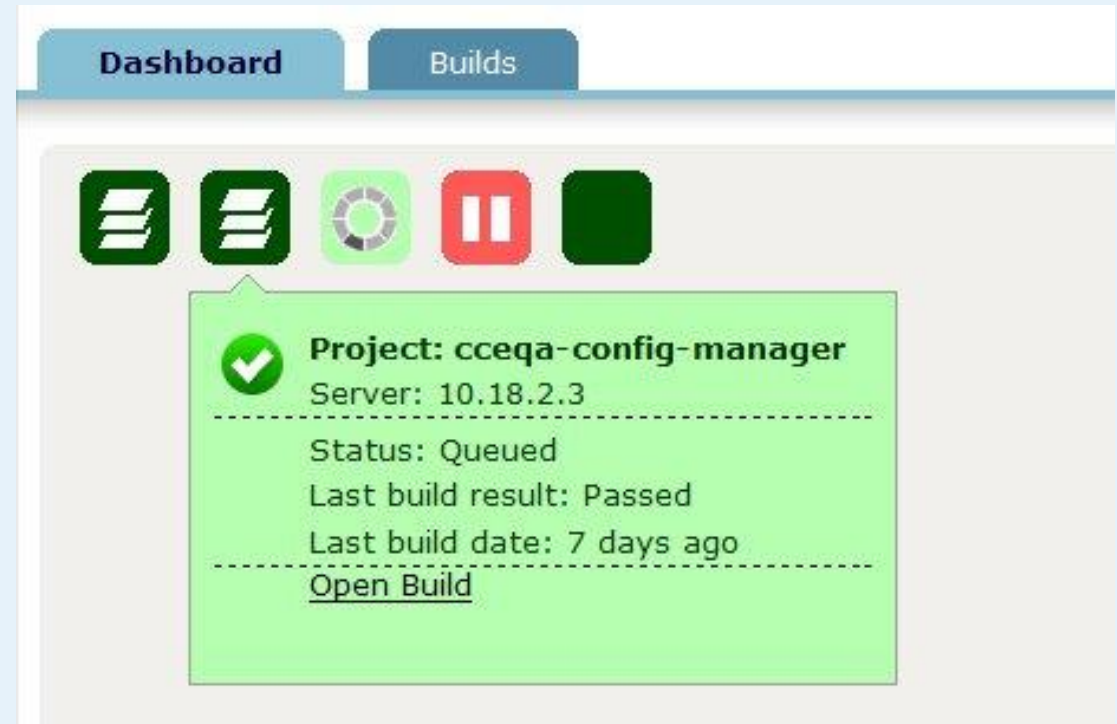 Dashboard
Builds
Project: cceqa-config-manager
Server: 10.18.2.3
Status: Queued
Last build result: Passed
Last build date: 7 days ago
Open Build